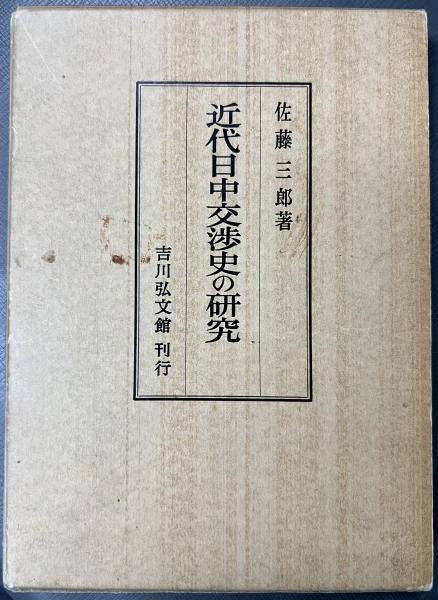 佐藤三郎著
近代日中交渉史の研究
吉川弘文館 刊行